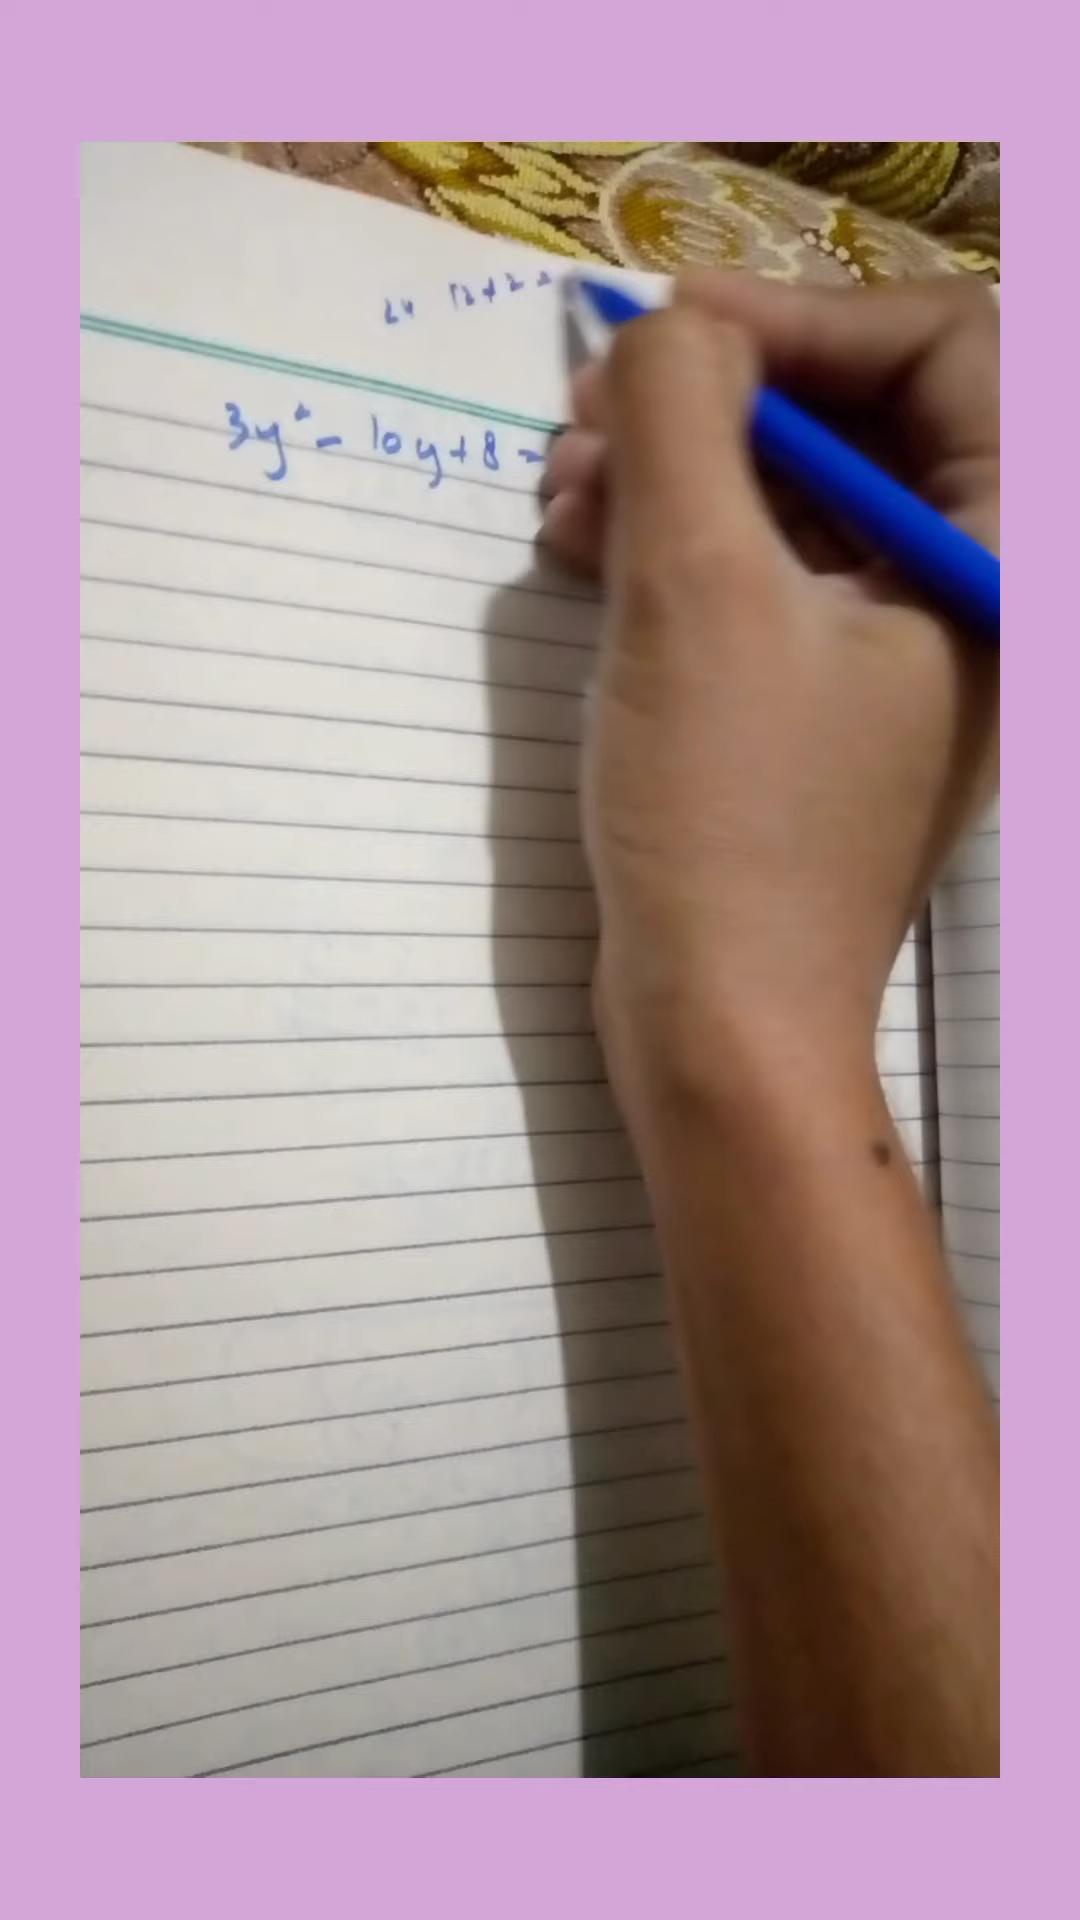 24 12+2=
3y² - 10y+8 =